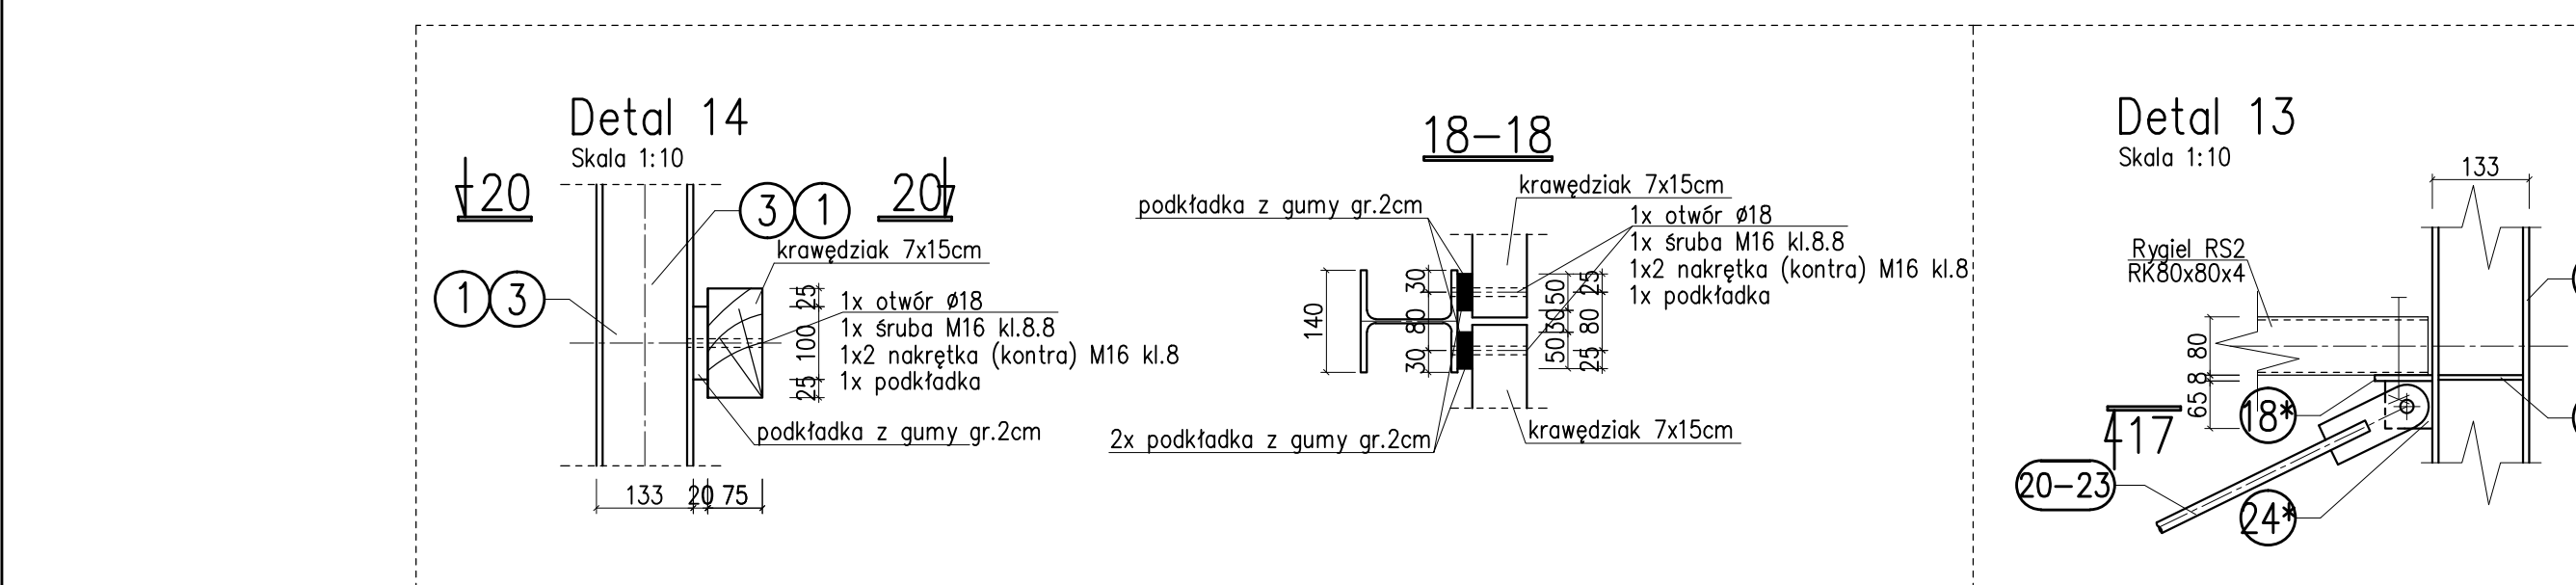 Detal 14
Skala 1:10
20
20
3
1
krawędziak 7x15cm
1
3
1x otwór Ø18
1x śruba M16 kl.8.8
1x2 nakrętka (kontra) M16 kl.8
1x podkładka
25
100
25
podkładka z gumy gr.2cm
133
20
75
18-18
krawędziak 7x15cm
podkładka z gumy gr.2cm
1x otwór Ø18
1x śruba M16 kl.8.8
1x2 nakrętka (kontra) M16 kl.8
1x podkładka
140
30
80
30
50
30
50
25
80
25
2x podkładka z gumy gr.2cm
krawędziak 7x15cm
Detal 13
Skala 1:10
133
Rygiel RS2
RK80x80x4
80
8
65
18*
17
20-23
24*